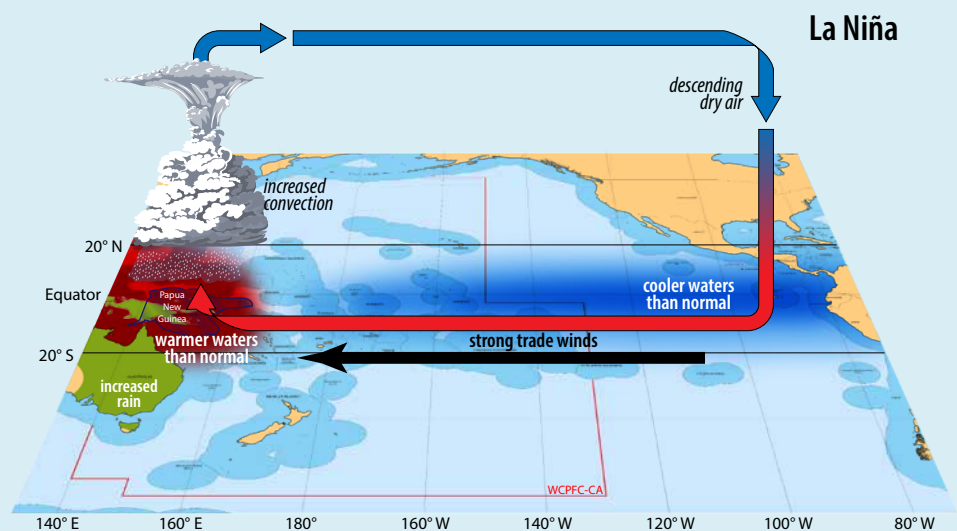 La Niña
descending
dry air
increased
convection
20° N
cooler waters
than normal
Equator
Papua
New
Guinea
warmer waters
than normal
strong trade winds
20° S
increased
rain
WCPFC-CA
140° E
160° E
180°
160° W
140° W
120° W
100° W
80° W